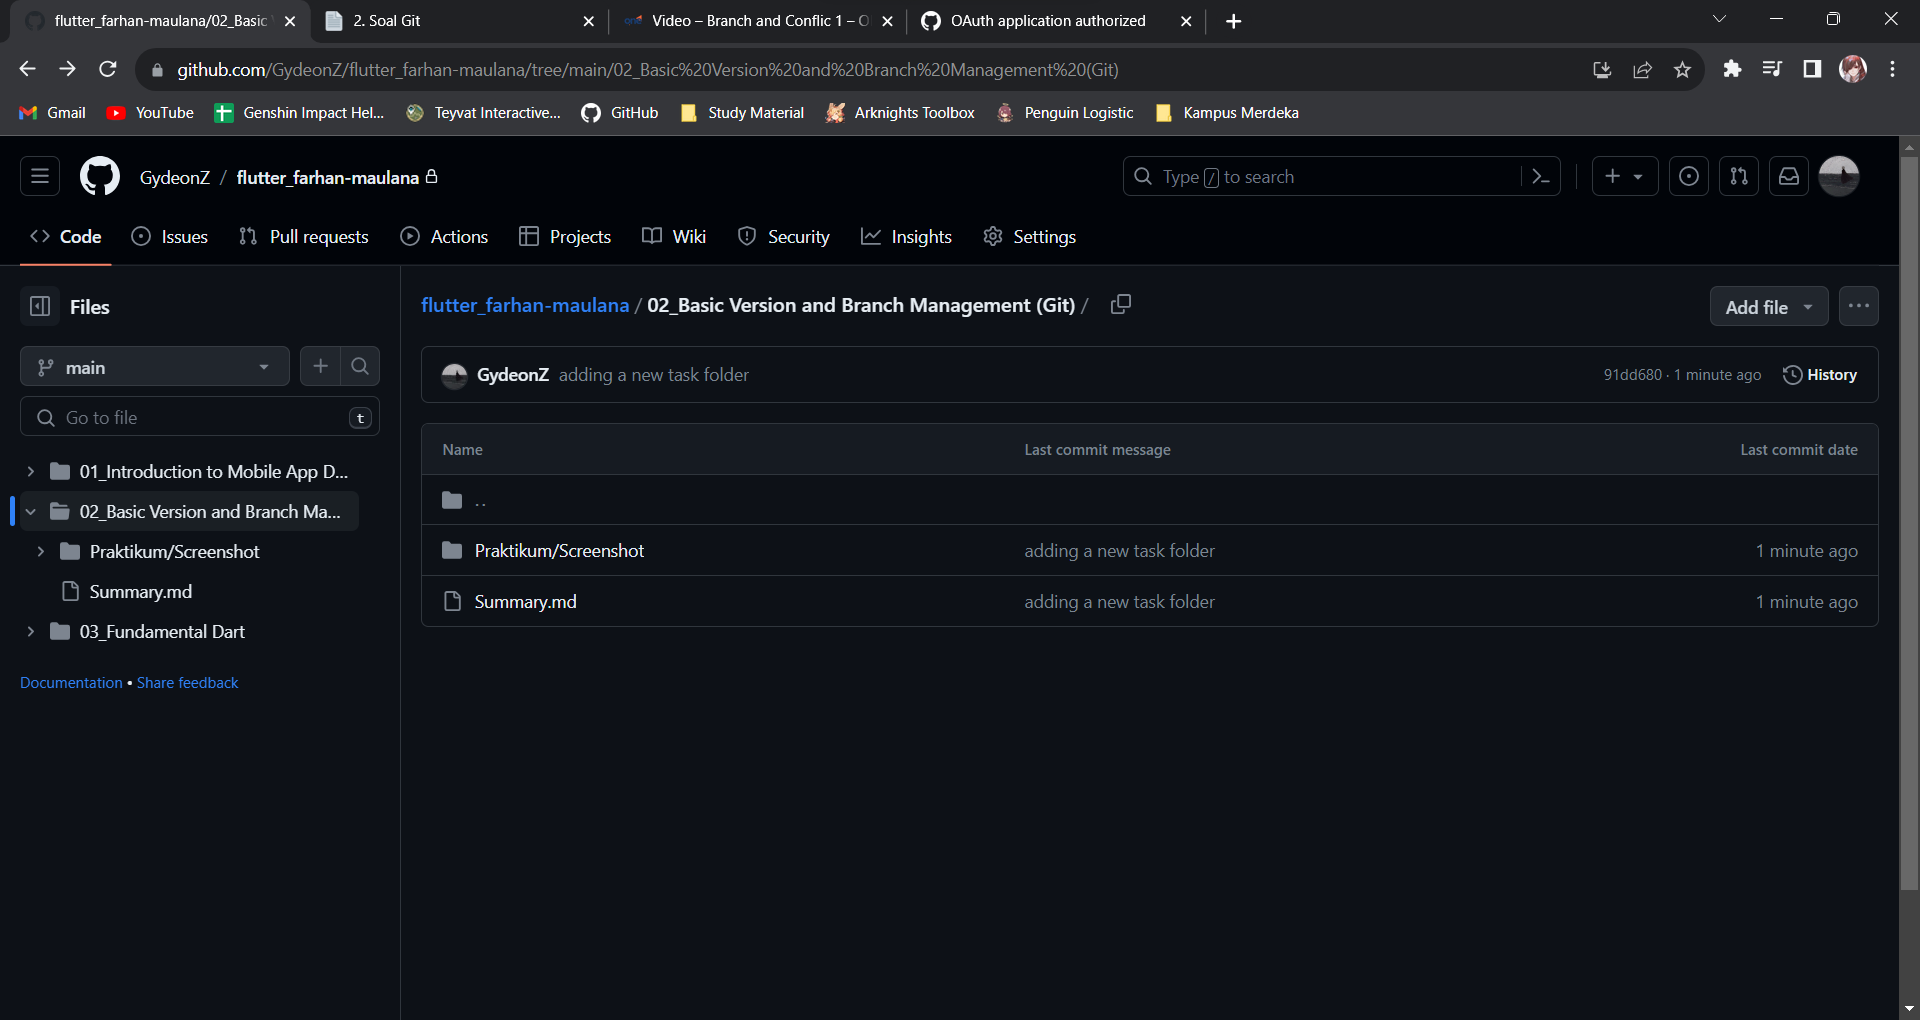 flutter_farhan-maulana/02_Basic
2. Soal Git
Video – Branch and Conflic 1 – O
OAuth application authorized
github.com/GydeonZ/flutter_farhan-maulana/tree/main/02_Basic%20Version%20and%20Branch%20Management%20(Git)
Gmail
YouTube
Genshin Impact Hel...
Teyvat Interactive...
GitHub
Study Material
Arknights Toolbox
Penguin Logistic
Kampus Merdeka
GydeonZ / flutter_farhan-maulana
Type / to search
Code
Issues
Pull requests
Actions
Projects
Wiki
Security
Insights
Settings
Files
main
Go to file
t
01_Introduction to Mobile App D...
02_Basic Version and Branch Ma...
Praktikum/Screenshot
Summary.md
03_Fundamental Dart
Documentation • Share feedback
flutter_farhan-maulana / 02_Basic Version and Branch Management (Git) /
Add file
GydeonZ adding a new task folder
91dd680 · 1 minute ago
History
Name Last commit message Last commit date
..
Praktikum/Screenshot adding a new task folder 1 minute ago
Summary.md adding a new task folder 1 minute ago